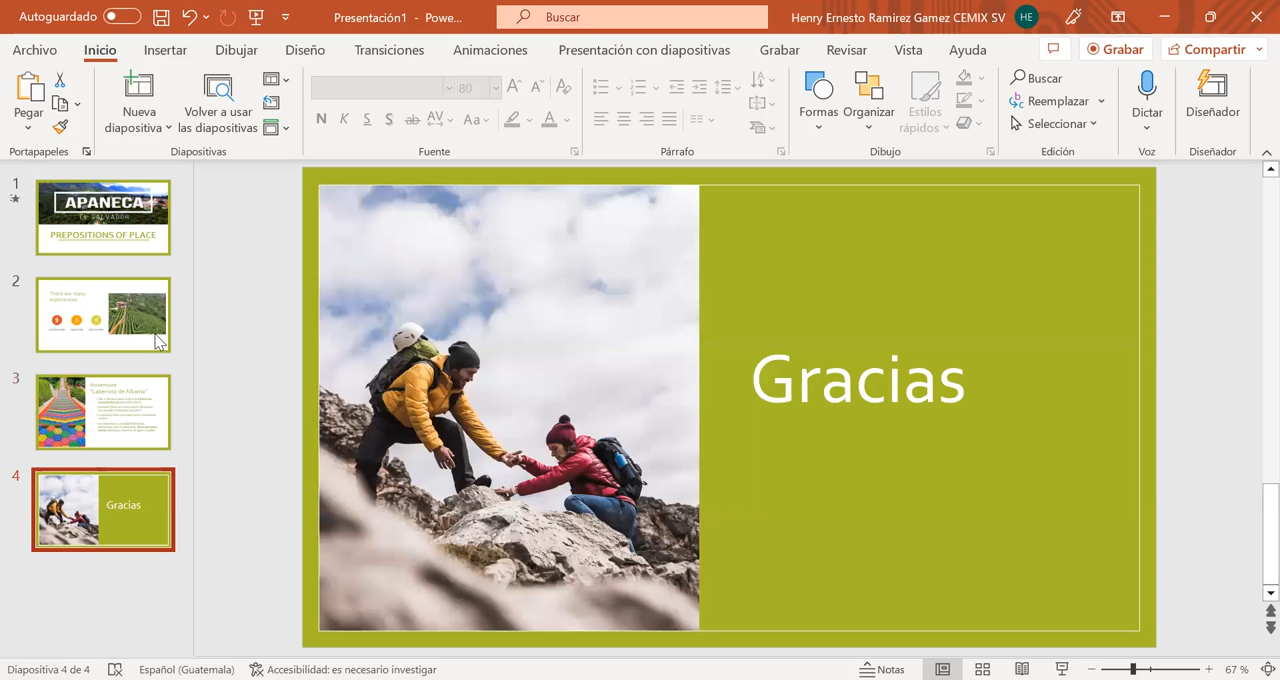 Autoguardado
Presentación1 - Powe...
Buscar
Henry Ernesto Ramirez Gamez CEMIX SV
HE
Archivo
Inicio
Insertar
Dibujar
Diseño
Transiciones
Animaciones
Presentación con diapositivas
Grabar
Revisar
Vista
Ayuda
Grabar
Compartir
Pegar
Portapapeles
Nueva
diapositiva
Volver a usar
las diapositivas
Diapositivas
80
N K S S ab AV Aa A
Fuente
Párrafo
Formas
Organizar
Estilos
rápidos
Dibujo
Buscar
Reemplazar
Seleccionar
Edición
Dictar
Voz
Diseñador
Diseñador
1
APANECA
EL SALVADOR
PREPOSITIONS OF PLACE
2
There are many
experiences
3
Adventure
"Laberinto de Albania"
4
Gracias
Gracias
Diapositiva 4 de 4
Español (Guatemala)
Accesibilidad: es necesario investigar
Notas
67 %